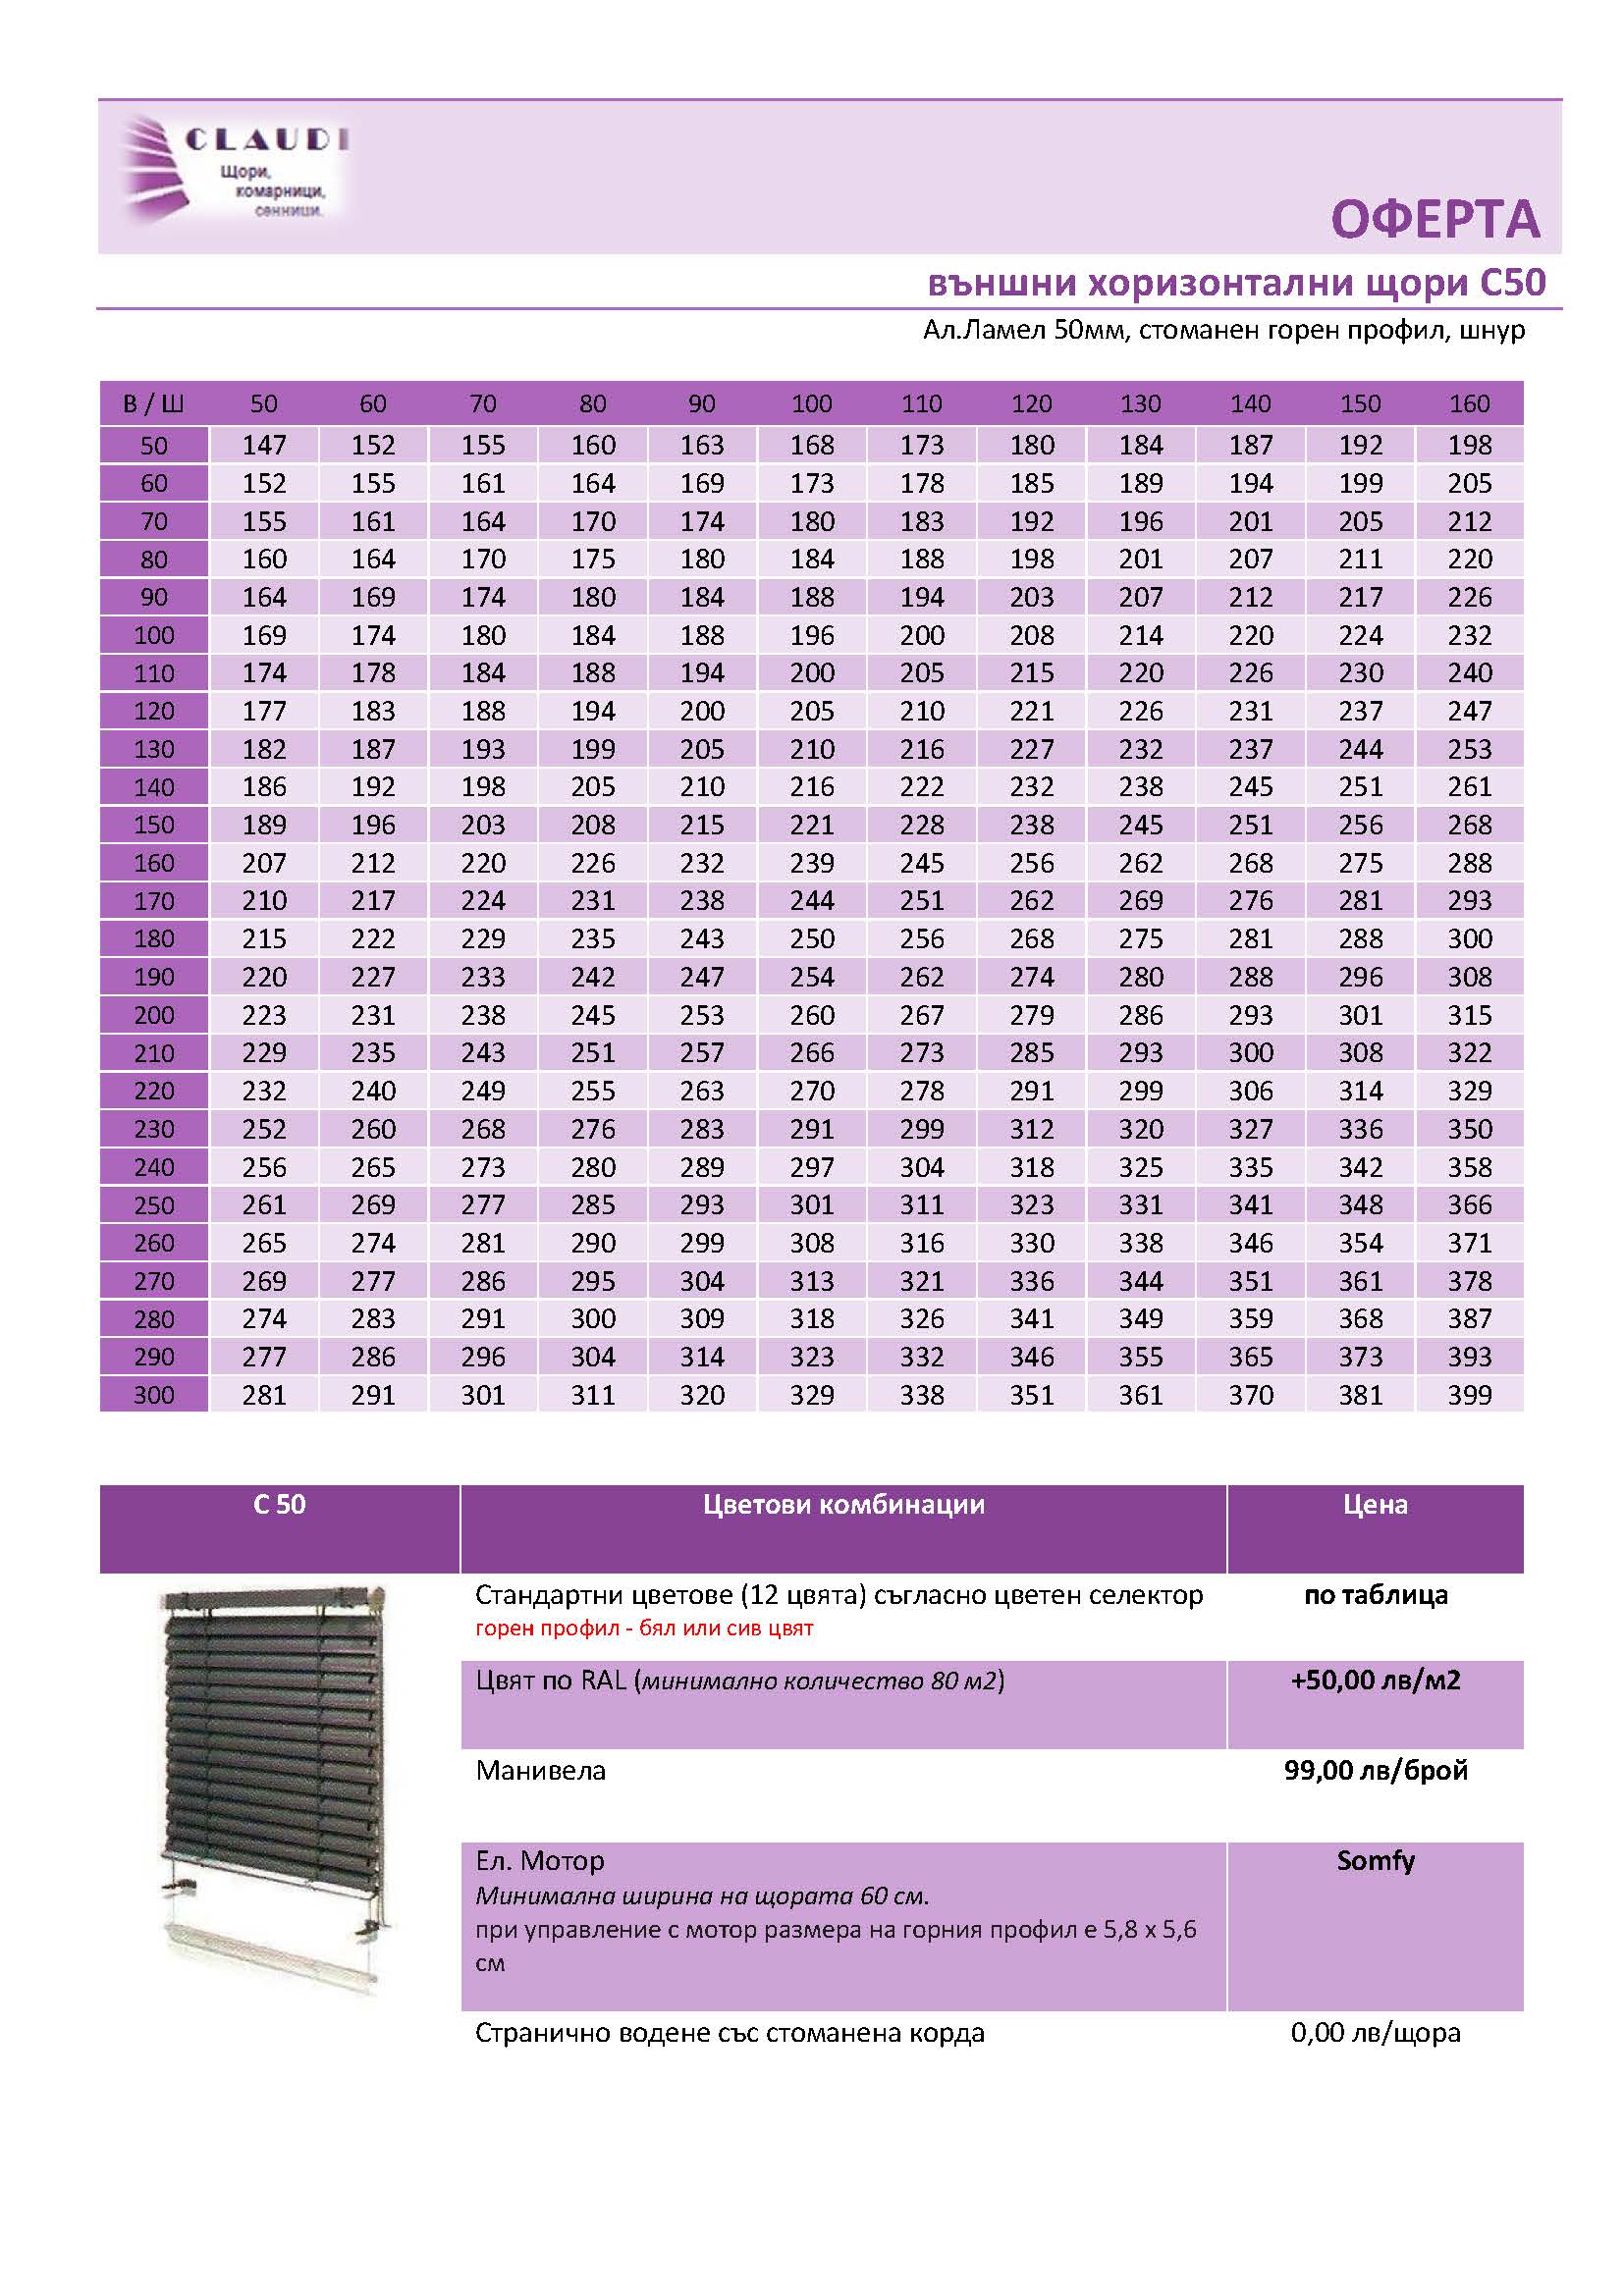 CLAUDI
Щори,
комарници,
сенници.
ОФЕРТА
външни хоризонтални щори С50
Ал.Ламел 50мм, стоманен горен профил, шнур
В / Ш 50 60 70 80 90 100 110 120 130 140 150 160
50 147 152 155 160 163 168 173 180 184 187 192 198
60 152 155 161 164 169 173 178 185 189 194 199 205
70 155 161 164 170 174 180 183 192 196 201 205 212
80 160 164 170 175 180 184 188 198 201 207 211 220
90 164 169 174 180 184 188 194 203 207 212 217 226
100 169 174 180 184 188 196 200 208 214 220 224 232
110 174 178 184 188 194 200 205 215 220 226 230 240
120 177 183 188 194 200 205 210 221 226 231 237 247
130 182 187 193 199 205 210 216 227 232 237 244 253
140 186 192 198 205 210 216 222 232 238 245 251 261
150 189 196 203 208 215 221 228 238 245 251 256 268
160 207 212 220 226 232 239 245 256 262 268 275 288
170 210 217 224 231 238 244 251 262 269 276 281 293
180 215 222 229 235 243 250 256 268 275 281 288 300
190 220 227 233 242 247 254 262 274 280 288 296 308
200 223 231 238 245 253 260 267 279 286 293 301 315
210 229 235 243 251 257 266 273 285 293 300 308 322
220 232 240 249 255 263 270 278 291 299 306 314 329
230 252 260 268 276 283 291 299 312 320 327 336 350
240 256 265 273 280 289 297 304 318 325 335 342 358
250 261 269 277 285 293 301 311 323 331 341 348 366
260 265 274 281 290 299 308 316 330 338 346 354 371
270 269 277 286 295 304 313 321 336 344 351 361 378
280 274 283 291 300 309 318 326 341 349 359 368 387
290 277 286 296 304 314 323 332 346 355 365 373 393
300 281 291 301 311 320 329 338 351 361 370 381 399
С 50 Цветови комбинации Цена
Стандартни цветове (12 цвята) съгласно цветен селектор по таблица
горен профил - бял или сив цвят
Цвят по RAL (минимално количество 80 м2) +50,00 лв/м2
Манивела 99,00 лв/брой
Ел. Мотор Somfy
Минимална ширина на щората 60 см.
при управление с мотор размера на горния профил е 5,8 х 5,6
см
Странично водене със стоманена корда 0,00 лв/щора